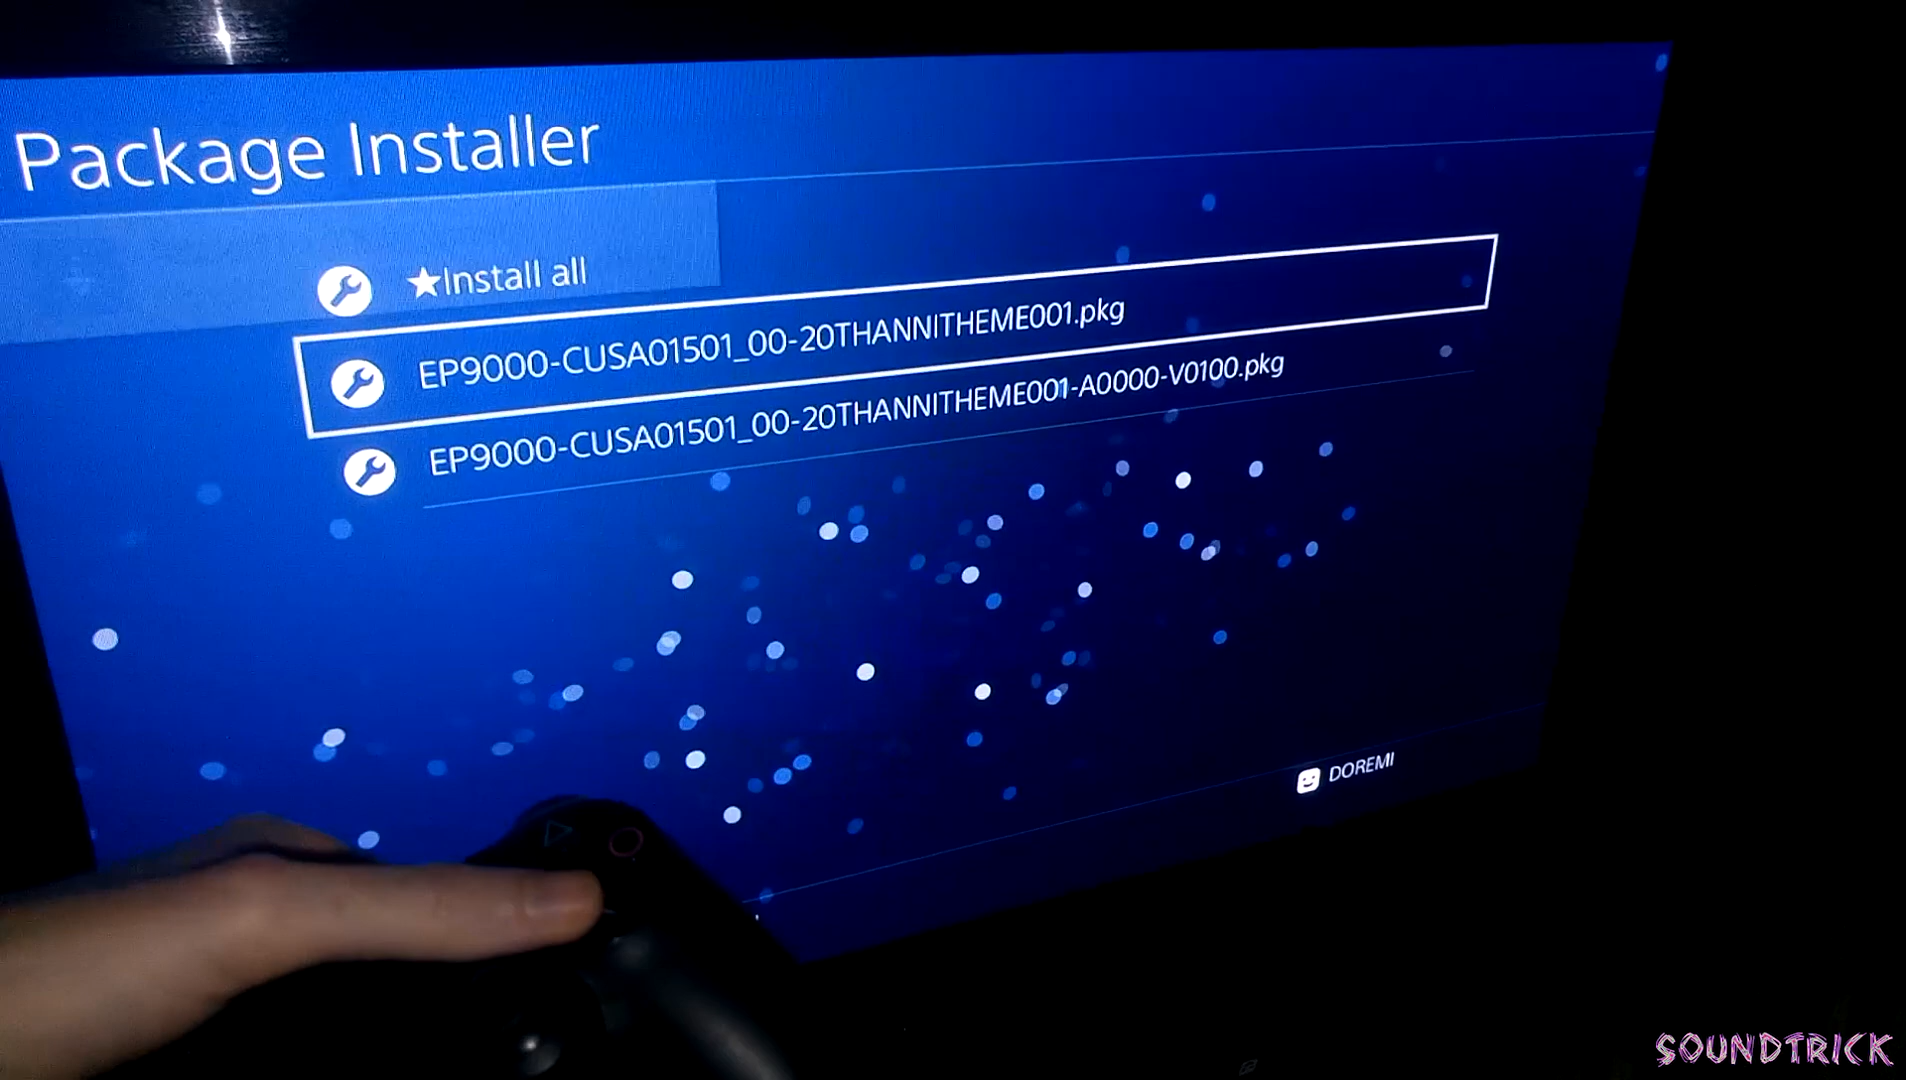 Package Installer
★Install all
EP9000-CUSA01501_00-20THANNITHEME001.pkg
EP9000-CUSA01501_00-20THANNITHEME001-A0000-V0100.pkg
DOREMI
SOUNDTRICK